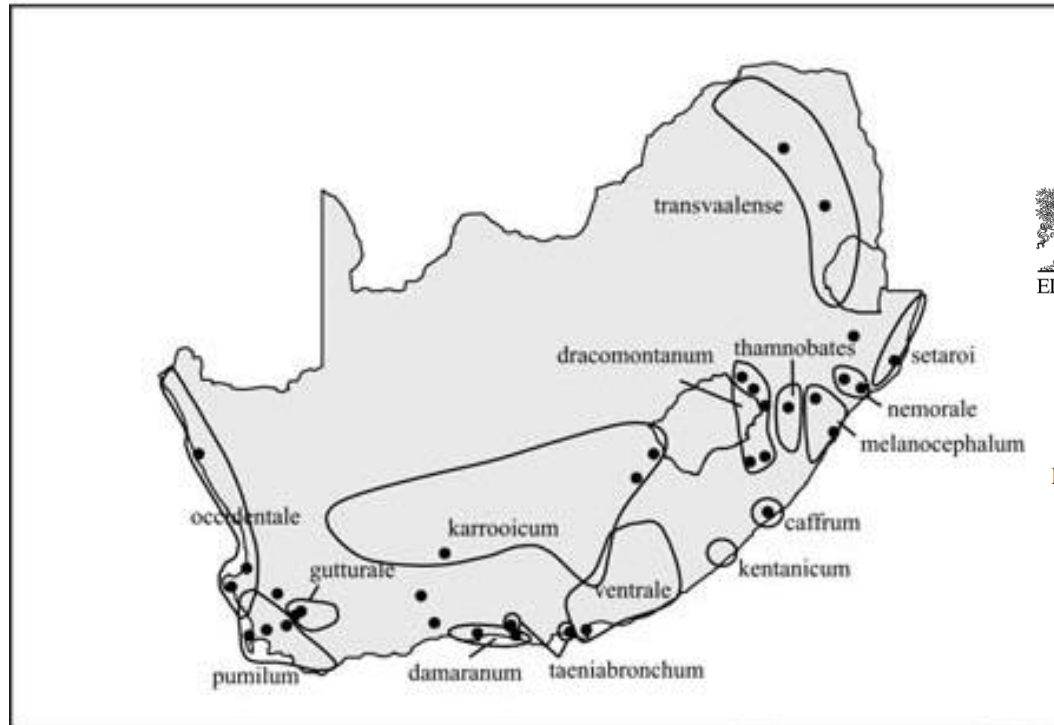 transvaalense
thamnobates
dracomontanum
setaroi
nemorale
melanocephalum
occidentale
karrooicum
caffrum
gutturale
kentanicum
ventrale
pumilum
damaranum
taeniabronchum